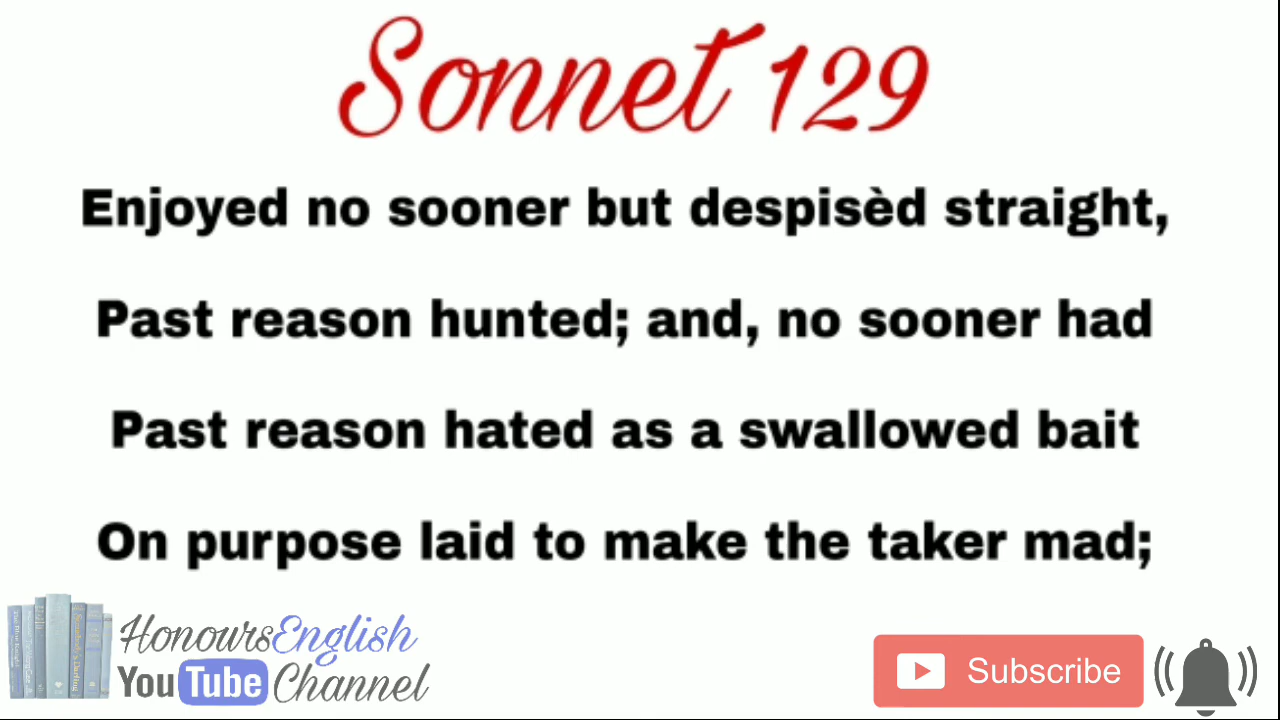 Sonnet 129
Enjoyed no sooner but despisèd straight,
Past reason hunted; and, no sooner had
Past reason hated as a swallowed bait
On purpose laid to make the taker mad;
HonoursEnglish
YouTube Channel
Subscribe